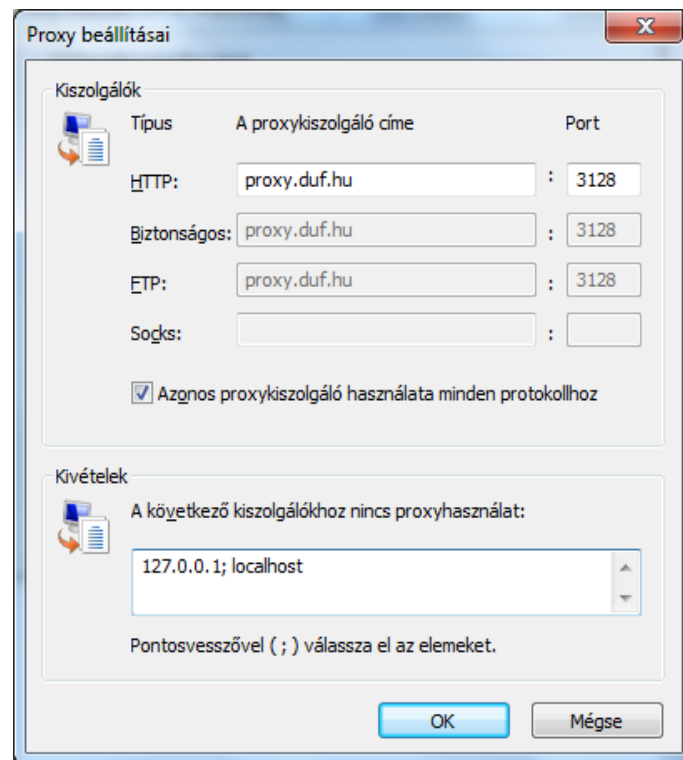 Proxy beállításai
Kiszolgálók
Típus A proxykiszolgáló címe Port
HTTP: proxy.duf.hu : 3128
Biztonságos: proxy.duf.hu : 3128
FTP: proxy.duf.hu : 3128
Socks: :
Azonos proxykiszolgáló használata minden protokollhoz
Kivételek
A következő kiszolgálókhoz nincs proxyhasználat:
127.0.0.1; localhost
Pontosvesszővel ( ; ) válassza el az elemeket.
OK Mégse